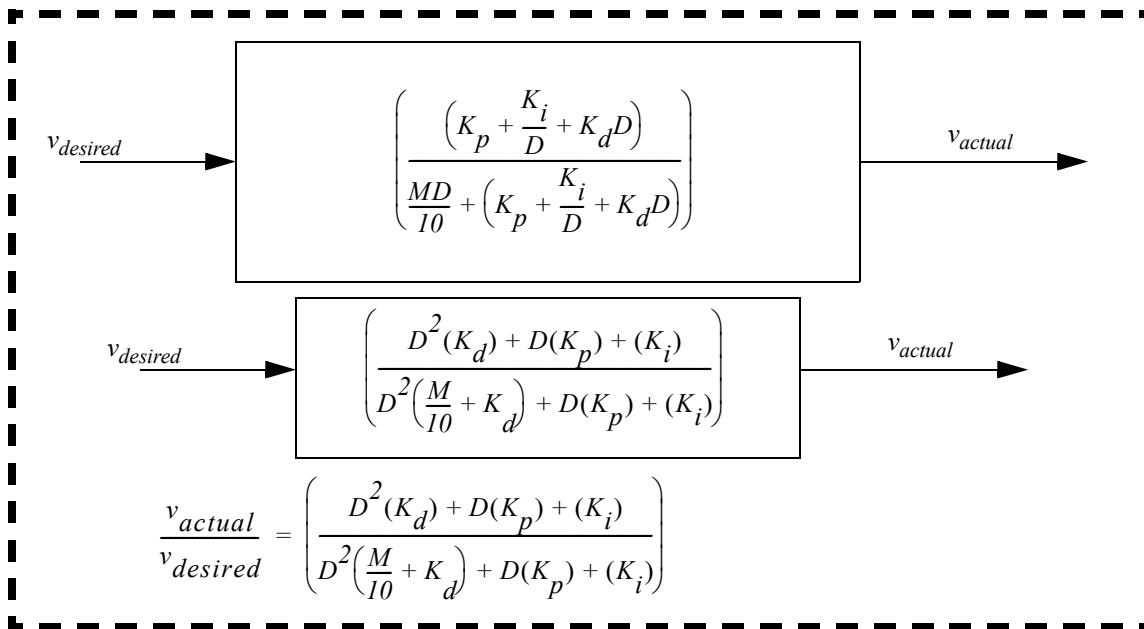 v_desired
(K_p + K_i/D + K_d D)
MD/10 + (K_p + K_i/D + K_d D)
v_actual
v_desired
D^2(K_d) + D(K_p) + (K_i)
D^2(M/10 + K_d) + D(K_p) + (K_i)
v_actual
v_actual/v_desired = (D^2(K_d) + D(K_p) + (K_i) / D^2(M/10 + K_d) + D(K_p) + (K_i))